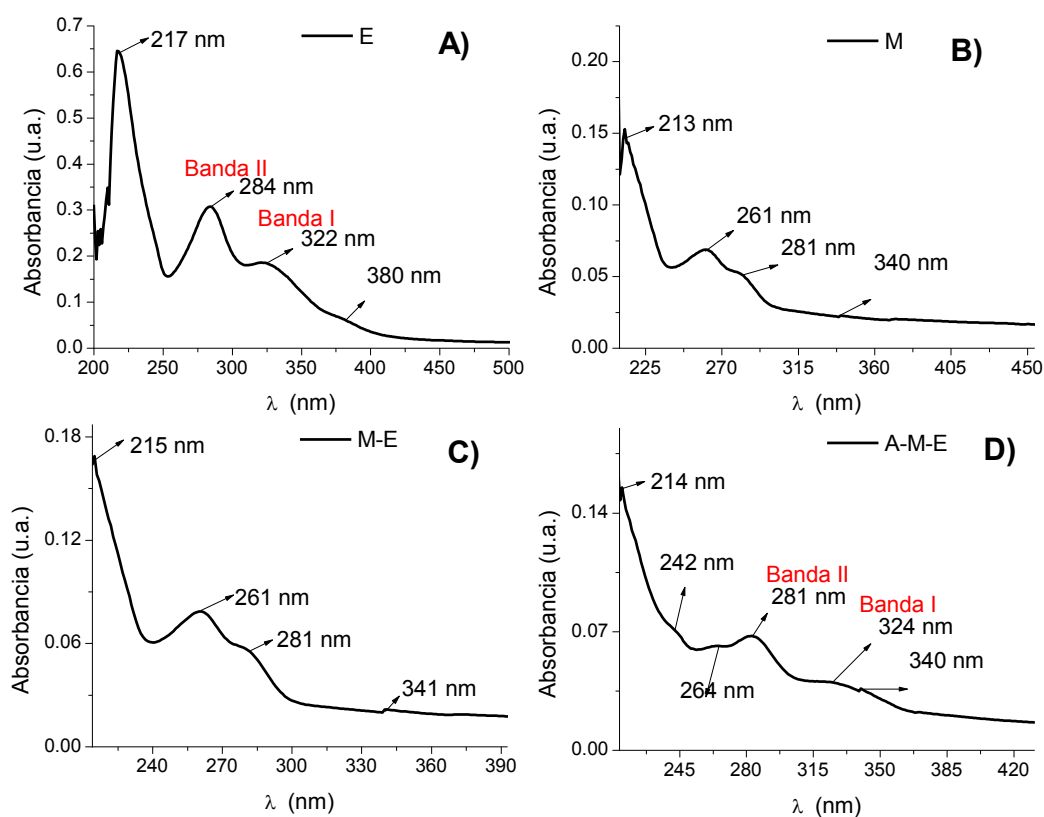 E
A)
217 nm
Banda II
284 nm
Banda I
322 nm
380 nm
0.7
0.6
0.5
0.4
0.3
0.2
0.1
0.0
200 250 300 350 400 450 500
Absorbancia (u.a.)
λ (nm)
M
B)
213 nm
261 nm
281 nm
340 nm
0.20
0.15
0.10
0.05
0.00
225 270 315 360 405 450
Absorbancia (u.a.)
λ (nm)
M-E
C)
215 nm
261 nm
281 nm
341 nm
0.18
0.12
0.06
0.00
240 270 300 330 360 390
Absorbancia (u.a.)
λ (nm)
A-M-E
D)
214 nm
242 nm
Banda II
281 nm
Banda I
324 nm
340 nm
264 nm
0.14
0.07
0.00
245 280 315 350 385 420
Absorbancia (u.a.)
λ (nm)